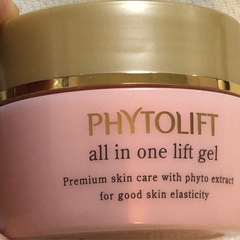 PHYTOLIFT
all in one lift gel
Premium skin care with phyto extract
for good skin elasticity